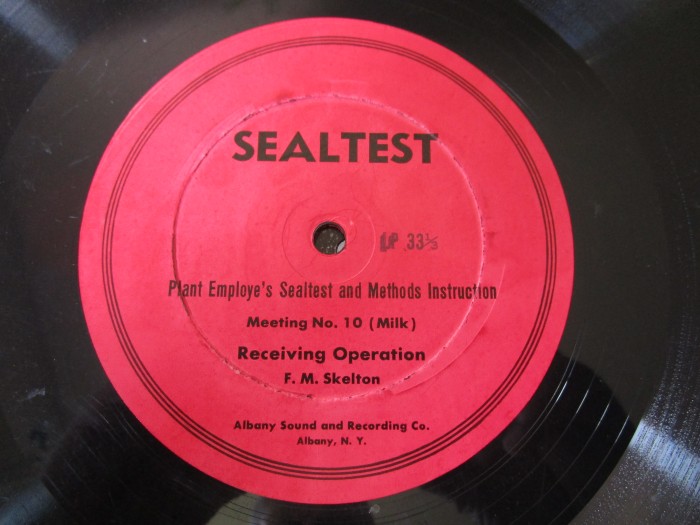 SEALTEST
LP 33⅓
Plant Employe's Sealtest and Methods Instruction
Meeting No. 10 (Milk)
Receiving Operation
F. M. Skelton
Albany Sound and Recording Co.
Albany, N. Y.